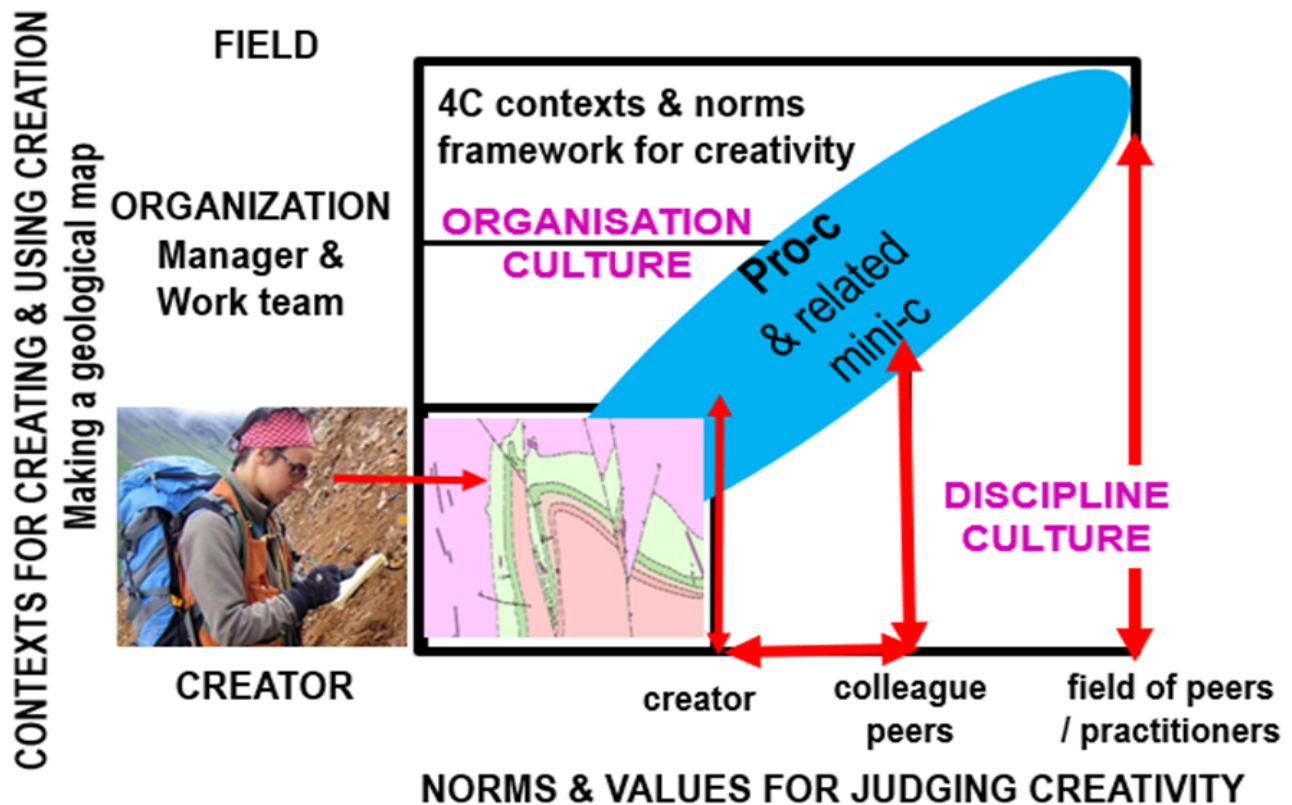 CONTEXTS FOR CREATING & USING CREATION
Making a geological map
FIELD
4C contexts & norms
framework for creativity
ORGANIZATION
Manager &
Work team
ORGANISATION
CULTURE
Pro-c
& related
mini-c
DISCIPLINE
CULTURE
CREATOR
creator
colleague
peers
field of peers
/ practitioners
NORMS & VALUES FOR JUDGING CREATIVITY